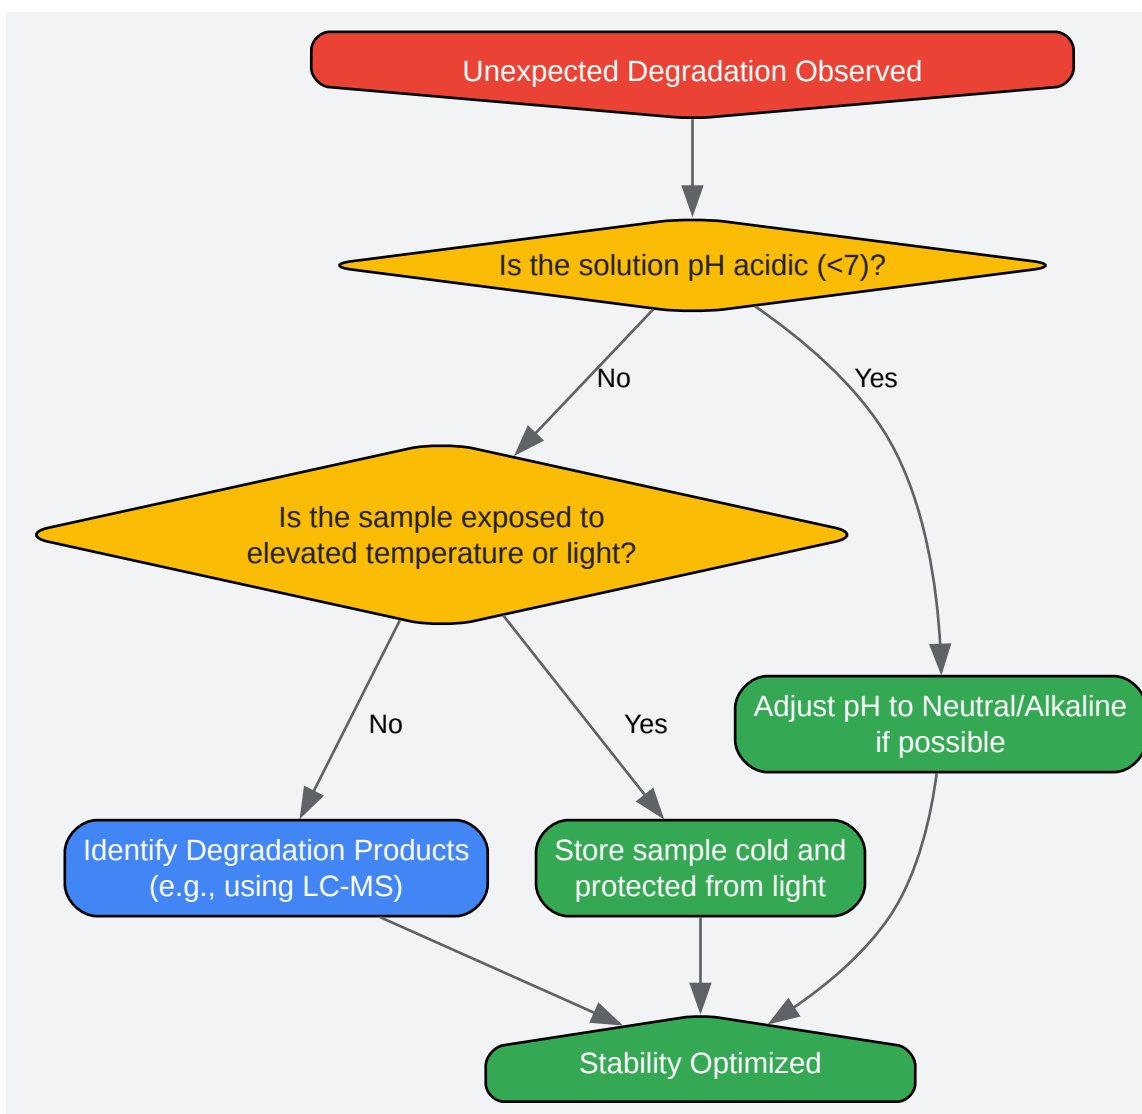 Unexpected Degradation Observed
Is the solution pH acidic (<7)?
No
Yes
Is the sample exposed to
elevated temperature or light?
No
Yes
Adjust pH to Neutral/Alkaline
if possible
Identify Degradation Products
(e.g., using LC-MS)
Store sample cold and
protected from light
Stability Optimized